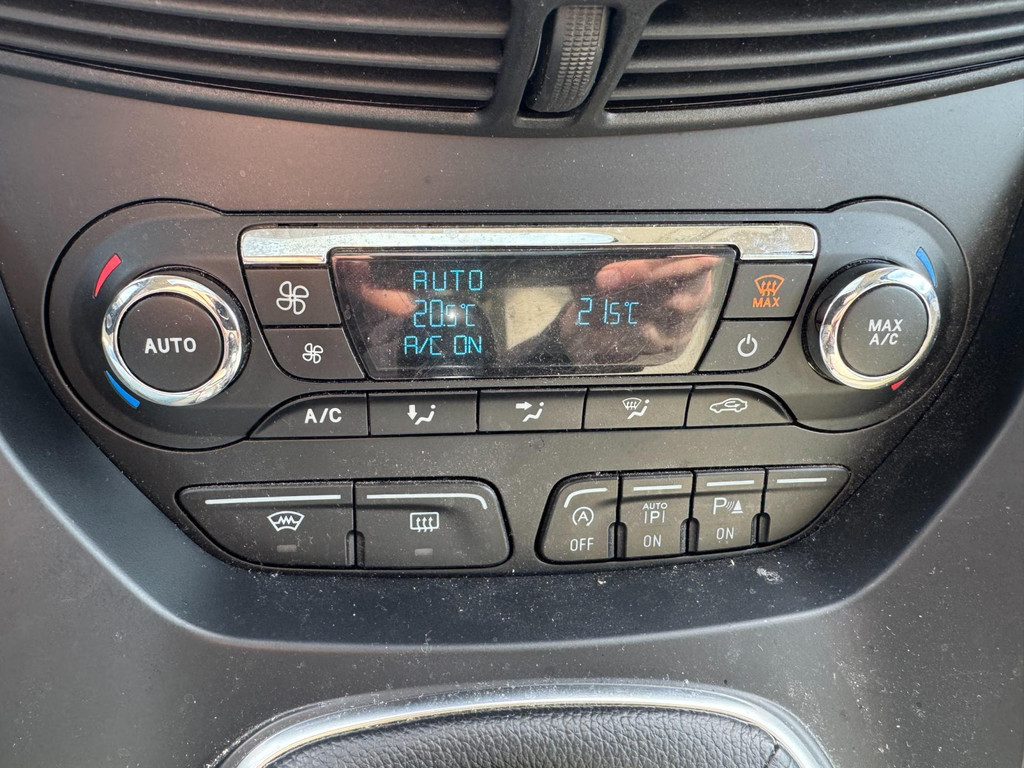 AUTO
20.5°C
A/C ON
21.5°C
MAX
AUTO
MAX
A/C
A/C
A
OFF
AUTO
P
ON
P
ON